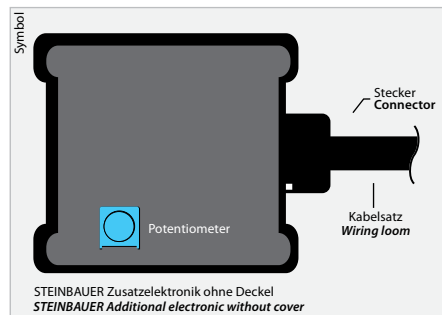 Symbol
Stecker
Connector
Potentiometer
Kabelsatz
Wiring loom
STEINBAUER Zusatzelektronik ohne Deckel
STEINBAUER Additional electronic without cover